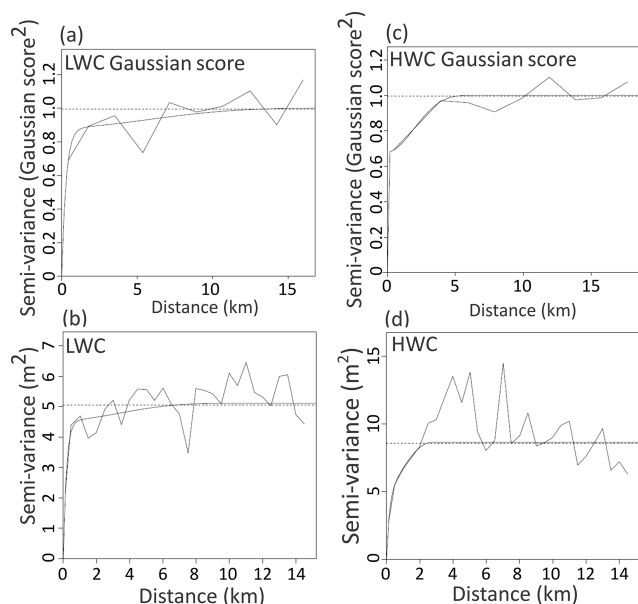 (a)
LWC Gaussian score
Semi-variance (Gaussian score²)
0 0.2 0.4 0.6 0.8 1.0 1.2
0 5 10 15
Distance (km)
(c)
HWC Gaussian score
Semi-variance (Gaussian score²)
0 0.2 0.4 0.6 0.8 1.0 1.2
0 5 10 15
Distance (km)
(b)
LWC
Semi-variance (m²)
0 1 2 3 4 5 6 7
0 2 4 6 8 10 12 14
Distance (km)
(d)
HWC
Semi-variance (m²)
0 5 10 15
0 2 4 6 8 10 12 14
Distance (km)